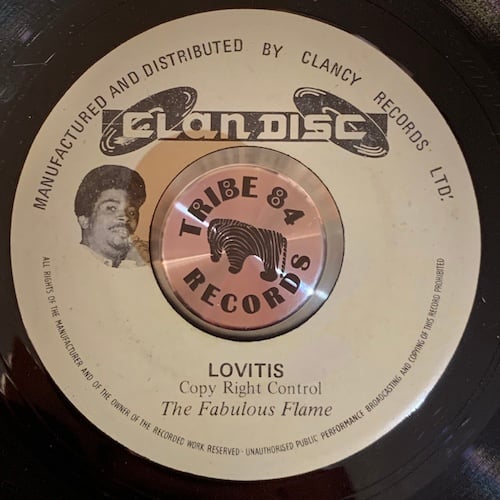 MANUFACTURED AND DISTRIBUTED BY CLANCY RECORDS LTD.
CLAN DISC
TRIBE 84
RECORDS
LOVITIS
Copy Right Control
The Fabulous Flame
ALL RIGHTS OF THE MANUFACTURER AND OF THE OWNER OF THE RECORDED WORK RESERVED - UNAUTHORISED PUBLIC PERFORMANCE BROADCASTING AND COPYING OF THIS RECORD PROHIBITED